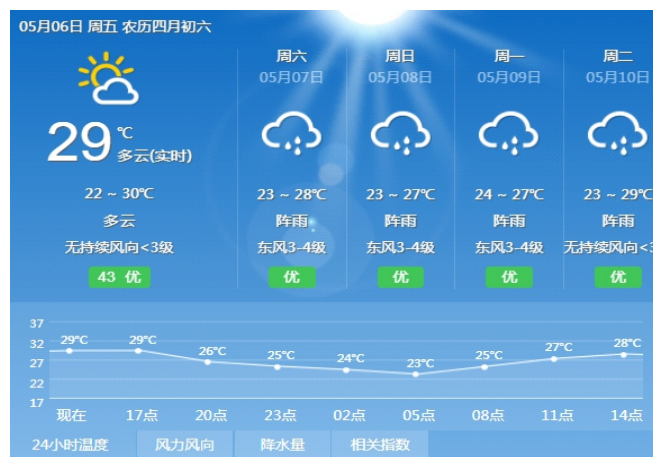 05月06日 周五 农历四月初六
29℃
多云(实时)
22 ~ 30℃
多云
无持续风向<3级
43 优
周六
05月07日
23 ~ 28℃
阵雨
东风3-4级
优
周日
05月08日
23 ~ 27℃
阵雨
东风3-4级
优
周一
05月09日
24 ~ 27℃
阵雨
东风3-4级
优
周二
05月10日
23 ~ 29℃
阵雨
无持续风向<3
优
37
32
27
22
17
29℃ 29℃ 26℃ 25℃ 24℃ 23℃ 25℃ 27℃ 28℃
现在 17点 20点 23点 02点 05点 08点 11点 14点
24小时温度 风力风向 降水量 相关指数